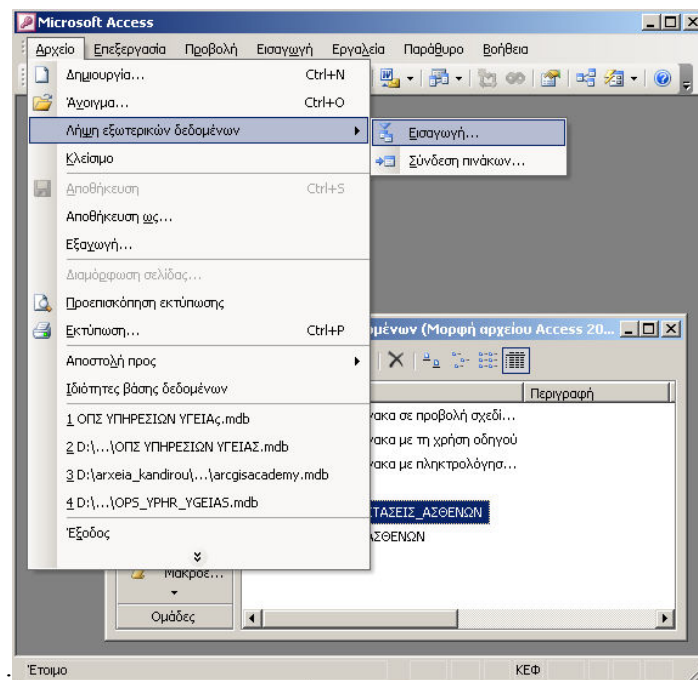 Microsoft Access
Αρχείο Επεξεργασία Προβολή Εισαγωγή Εργαλεία Παράθυρο Βοήθεια
Δημιουργία... Ctrl+N
Άνοιγμα... Ctrl+O
Λήψη εξωτερικών δεδομένων
Εισαγωγή...
Κλείσιμο
Σύνδεση πινάκων...
Αποθήκευση Ctrl+S
Αποθήκευση ως...
Εξαγωγή...
Διαμόρφωση σελίδας...
Προεπισκόπηση εκτύπωσης
Εκτύπωση... Ctrl+P
μένων (Μορφή αρχείου Access 20...
Αποστολή προς
Ιδιότητες βάσης δεδομένων
Περιγραφή
1 ΟΠΣ ΥΠΗΡΕΣΙΩΝ ΥΓΕΙΑς.mdb
νακα σε προβολή σχεδί...
2 D:\...\ΟΠΣ ΥΠΗΡΕΣΙΩΝ ΥΓΕΙΑΣ.mdb
νακα με τη χρήση οδηγού
3 D:\arxeia_kandirou\...\arcgisacademy.mdb
νακα με πληκτρολόγησ...
4 D:\...\OPS_YPHR_YGEIAS.mdb
ΤΑΣΕΙΣ_ΑΣΘΕΝΩΝ
Έξοδος
ΑΣΘΕΝΩΝ
Μακροε...
Ομάδες
Έτοιμο ΚΕΦ